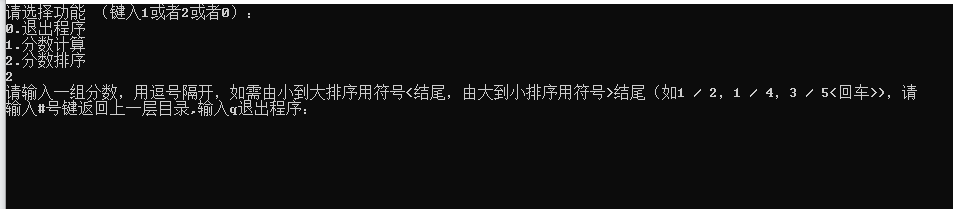 请选择功能 （键入1或者2或者0）：
0.退出程序
1.分数计算
2.分数排序
2
请输入一组分数，用逗号隔开，如需由小到大排序用符号<结尾，由大到小排序用符号>结尾（如1 / 2，1 / 4，3 / 5<回车>>，请
输入#号键返回上一层目录,输入q退出程序：